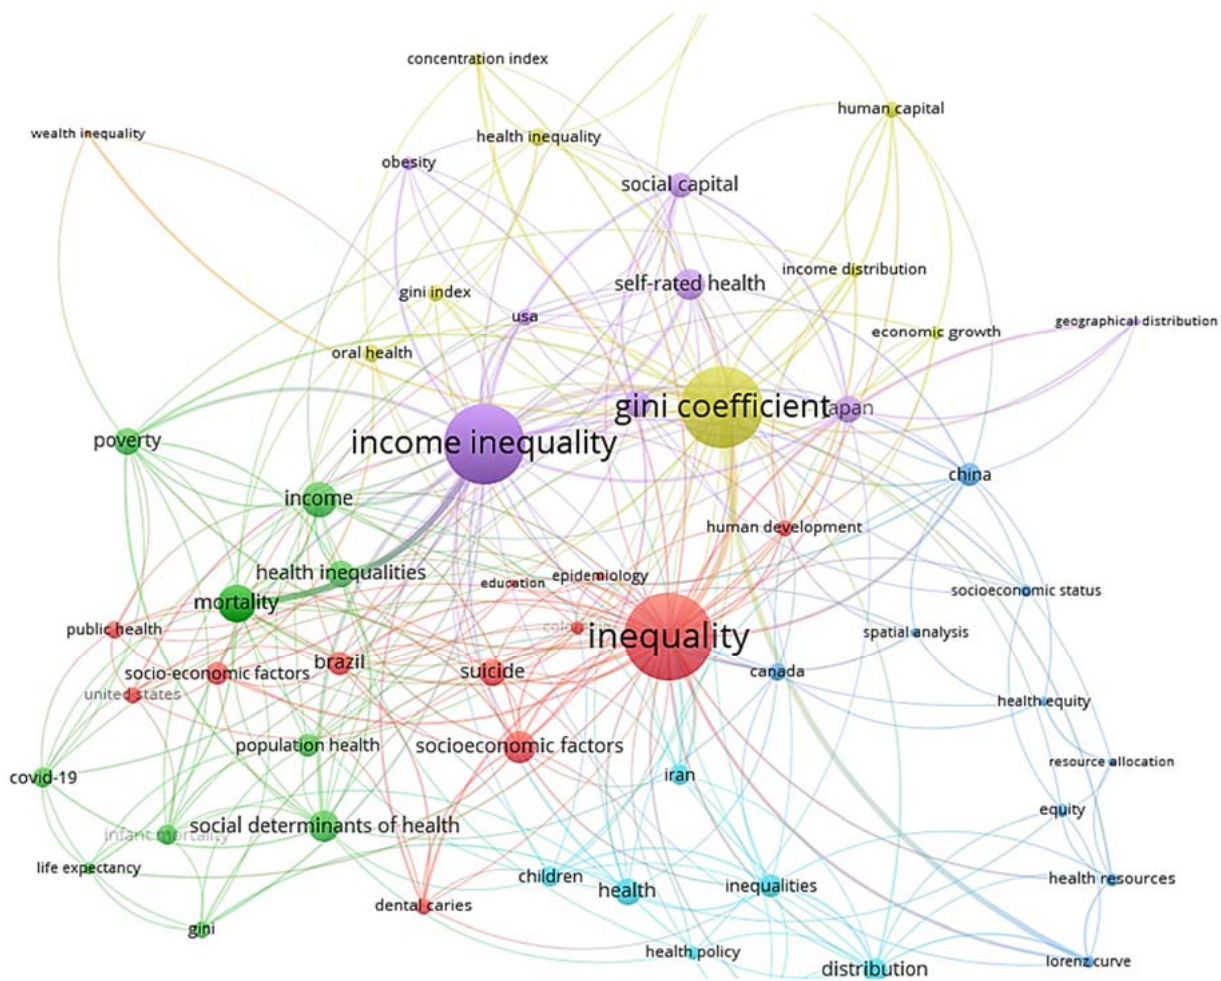 concentration index
human capital
wealth inequality
health inequality
obesity
social capital
income distribution
self-rated health
gini index
usa
geographical distribution
economic growth
oral health
gini coefficient
japan
poverty
income inequality
china
income
human development
health inequalities
epidemiology
education
socioeconomic status
mortality
public health
inequality
spatial analysis
brazil
suicide
socio-economic factors
canada
united states
health equity
population health
socioeconomic factors
resource allocation
covid-19
iran
equity
social determinants of health
infant mortality
life expectancy
children
health
inequalities
health resources
dental caries
gini
health policy
lorenz curve
distribution